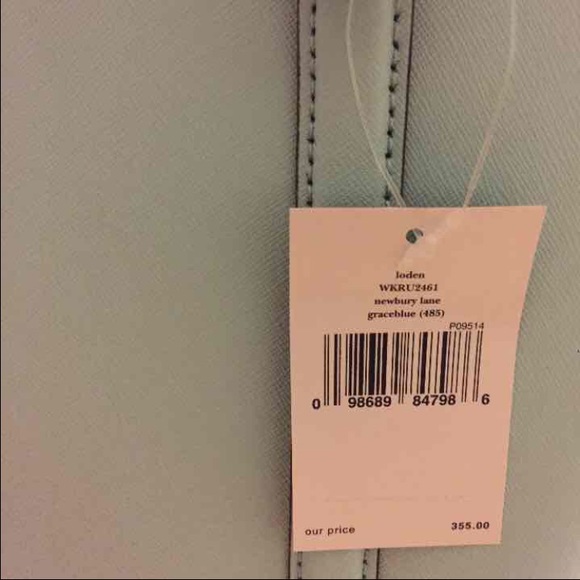 loden
WKRU2461
newbury lane
graceblue (485)
P09514
0 98689 84798 6
our price 355.00